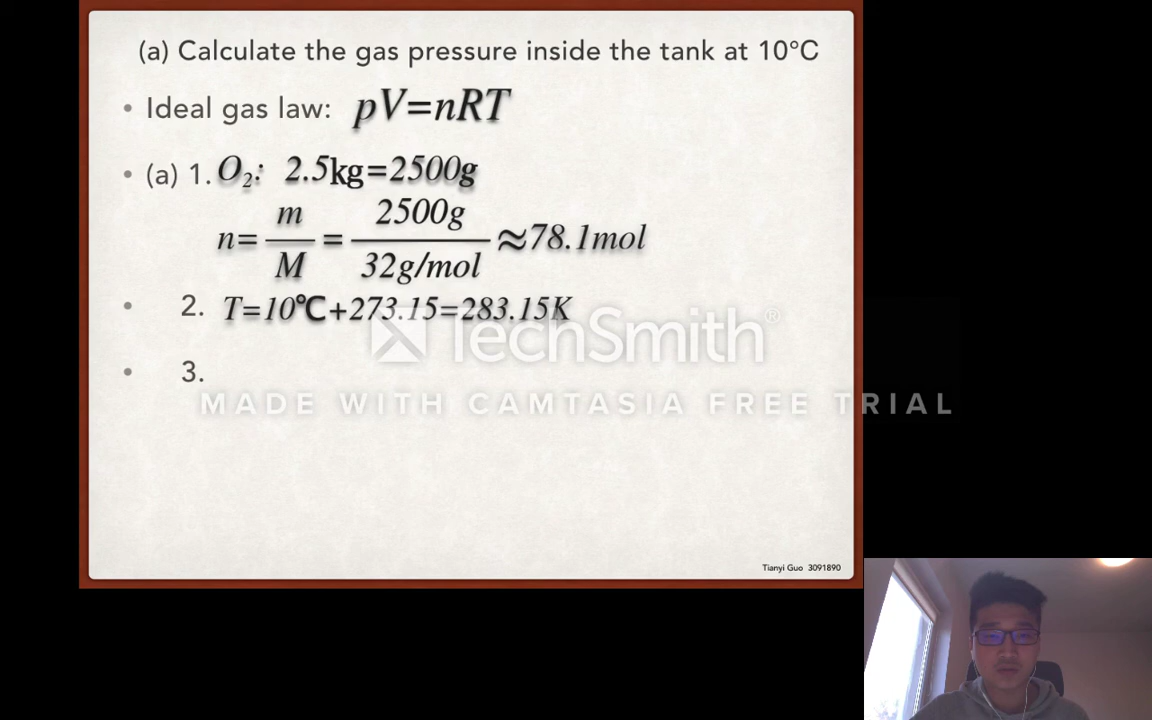 (a) Calculate the gas pressure inside the tank at 10°C
• Ideal gas law: pV=nRT
• (a) 1. O₂: 2.5kg=2500g
n= m/M = 2500g/32g/mol ≈78.1mol
• 2. T=10℃+273.15=283.15K
TechSmith®
• 3.
MADE WITH CAMTASIA FREE TRIAL
Tianyi Guo 3091890